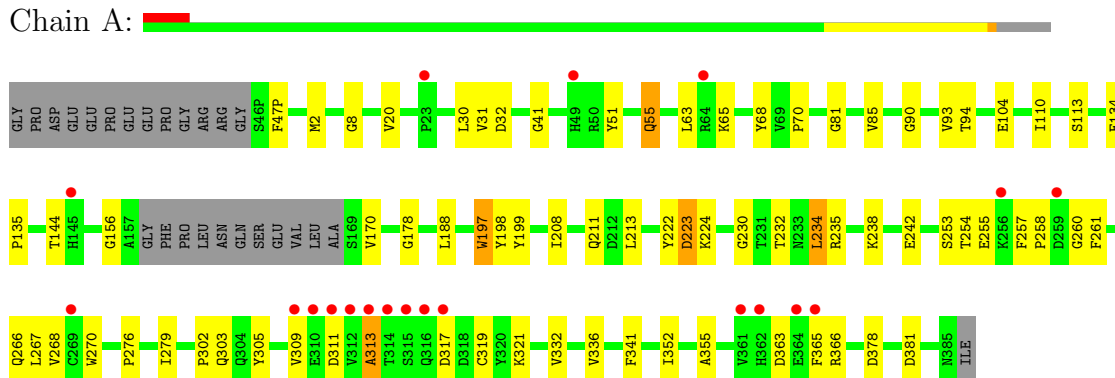 Chain A:
GLY PRO ASP GLU GLU PRO GLU GLU PRO GLY ARG ARG GLY S46P F47P M2 G8 V20 P23 L30 V31 D32 G41 H49 R50 Y51 Q55 L63 R64 K65 Y68 V69 P70 G81 V85 G90 V93 T94 E104 I110 S113
P135 T144 H145 G156 A157 GLY PHE PRO LEU ASN GLN SER GLU VAL LEU ALA S169 V170 G178 L188 W197 Y198 Y199 I208 Q211 D212 L213 Y222 D223 K224 G230 T231 T232 N233 L234 R235 K238 E242 S253 T254 E255 K256 F257 P258 D259 G260 F261
Q266 L267 V268 C269 W270 P276 I279 P302 Q303 Q304 Y305 V309 E310 D311 V312 A313 T314 S315 Q316 D317 D318 C319 Y320 K321 V332 V336 F341 I352 A355 V361 H362 D363 E364 F365 R366 D378 D381 N385 ILE